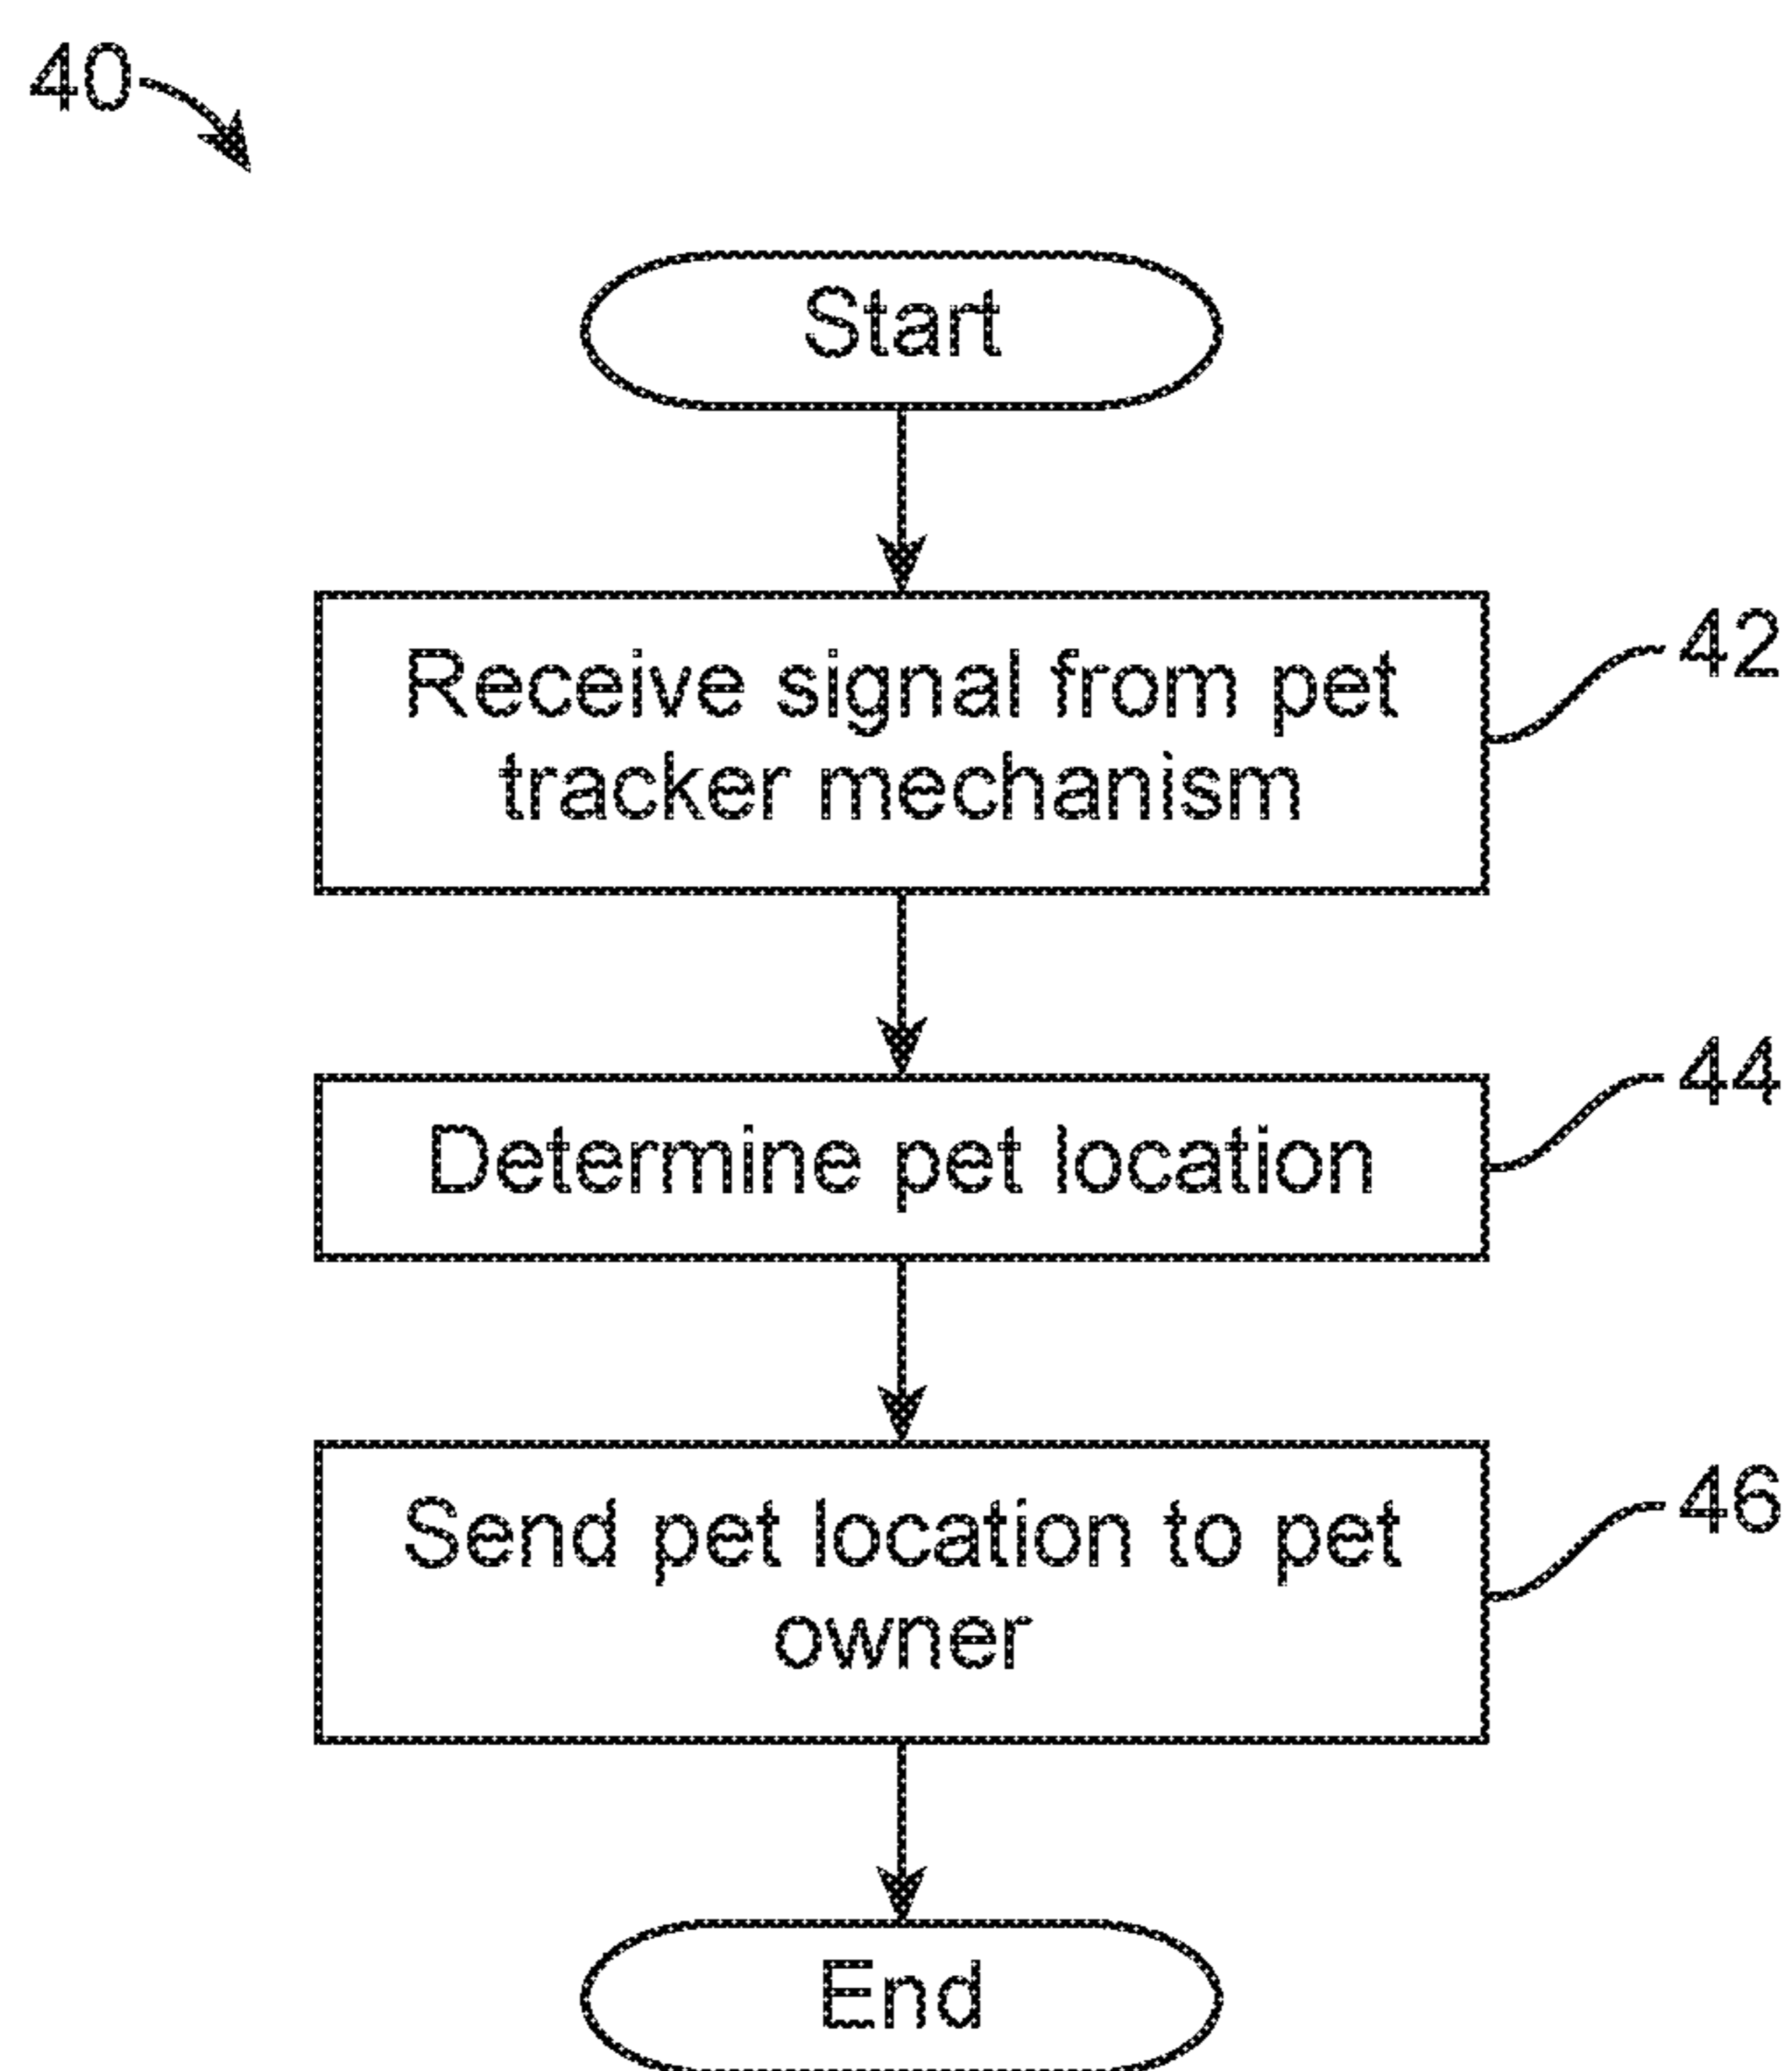 40
Start
Receive signal from pet
tracker mechanism
42
Determine pet location
44
Send pet location to pet
owner
46
End